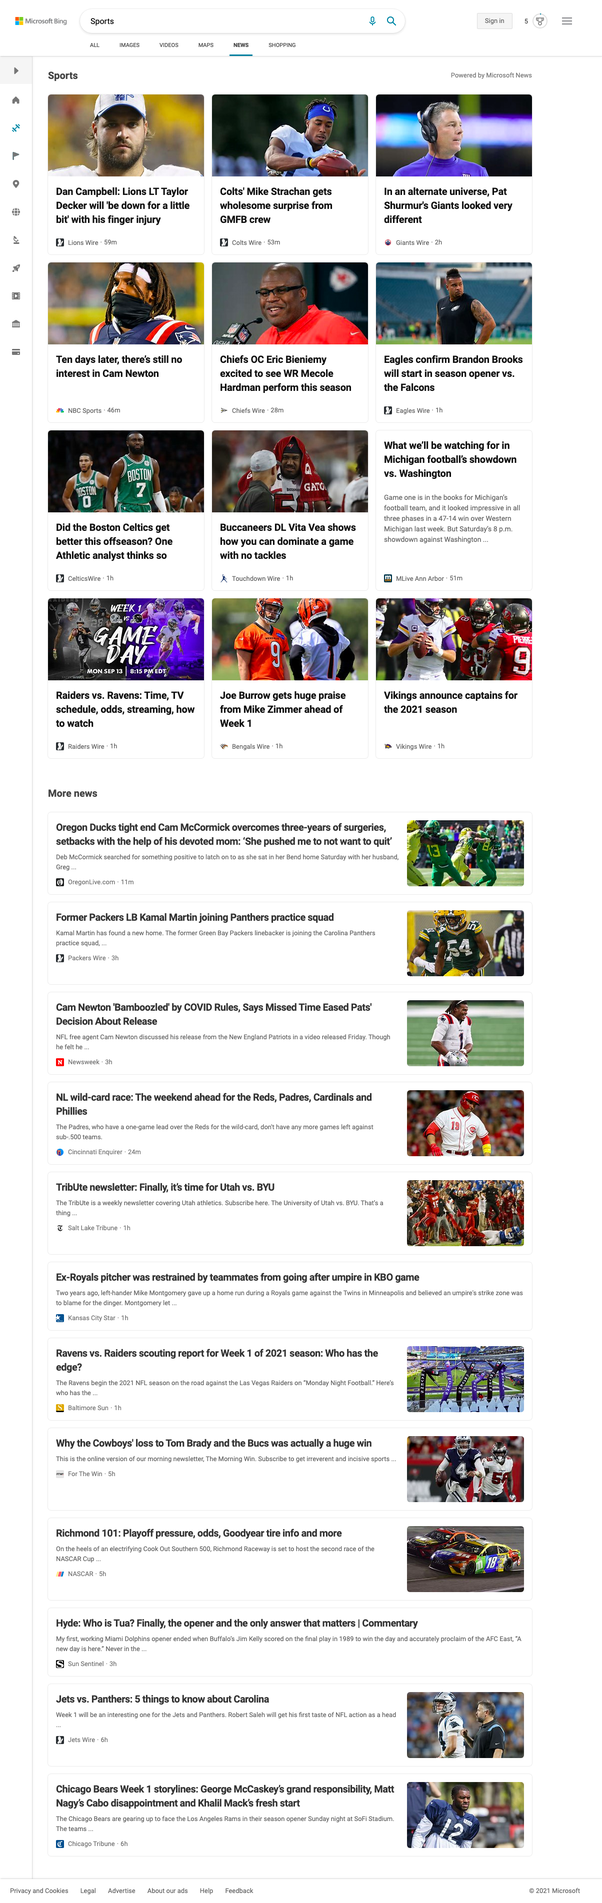 Microsoft Bing
Sports
Sign in
5
ALL
IMAGES
VIDEOS
MAPS
NEWS
SHOPPING
Sports
Powered by Microsoft News
Dan Campbell: Lions LT Taylor
Decker will 'be down for a little
bit' with his finger injury
Lions Wire · 59m
Colts' Mike Strachan gets
wholesome surprise from
GMFB crew
Colts Wire · 53m
In an alternate universe, Pat
Shurmur's Giants looked very
different
Giants Wire · 2h
Ten days later, there's still no
interest in Cam Newton
NBC Sports · 46m
Chiefs OC Eric Bieniemy
excited to see WR Mecole
Hardman perform this season
Chiefs Wire · 28m
Eagles confirm Brandon Brooks
will start in season opener vs.
the Falcons
Eagles Wire · 1h
BOSTON
0
BOSTON
7
Did the Boston Celtics get
better this offseason? One
Athletic analyst thinks so
CelticsWire · 1h
GATO
Buccaneers DL Vita Vea shows
how you can dominate a game
with no tackles
Touchdown Wire · 1h
What we'll be watching for in
Michigan football's showdown
vs. Washington
Game one is in the books for Michigan's
football team, and it looked impressive in all
three phases in a 47-14 win over Western
Michigan last week. But Saturday's 8 p.m.
showdown against Washington ...
MLive Ann Arbor · 51m
WEEK 1
VS
GAME
DAY
MON SEP 13 | 8:15 PM EDT
Raiders vs. Ravens: Time, TV
schedule, odds, streaming, how
to watch
Raiders Wire · 1h
9
Joe Burrow gets huge praise
from Mike Zimmer ahead of
Week 1
Bengals Wire · 1h
58
9
Vikings announce captains for
the 2021 season
Vikings Wire · 1h
More news
Oregon Ducks tight end Cam McCormick overcomes three-years of surgeries,
setbacks with the help of his devoted mom: 'She pushed me to not want to quit'
Deb McCormick searched for something positive to latch on to as she sat in her Bend home Saturday with her husband,
Greg ...
OregonLive.com · 11m
13
Former Packers LB Kamal Martin joining Panthers practice squad
Kamal Martin has found a new home. The former Green Bay Packers linebacker is joining the Carolina Panthers
practice squad, ...
Packers Wire · 3h
54
Cam Newton 'Bamboozled' by COVID Rules, Says Missed Time Eased Pats'
Decision About Release
NFL free agent Cam Newton discussed his release from the New England Patriots in a video released Friday. Though
he felt he ...
Newsweek · 3h
1
NL wild-card race: The weekend ahead for the Reds, Padres, Cardinals and
Phillies
The Padres, who have a one-game lead over the Reds for the wild-card, don't have any more games left against
sub-.500 teams.
Cincinnati Enquirer · 24m
19
TribUte newsletter: Finally, it's time for Utah vs. BYU
The TribUte is a weekly newsletter covering Utah athletics. Subscribe here. The University of Utah vs. BYU. That's a
thing ...
Salt Lake Tribune · 1h
Ex-Royals pitcher was restrained by teammates from going after umpire in KBO game
Two years ago, left-hander Mike Montgomery gave up a home run during a Royals game against the Twins in Minneapolis and believed an umpire's strike zone was
to blame for the dinger. Montgomery let ...
Kansas City Star · 1h
Ravens vs. Raiders scouting report for Week 1 of 2021 season: Who has the
edge?
The Ravens begin the 2021 NFL season on the road against the Las Vegas Raiders on "Monday Night Football." Here's
who has the ...
Baltimore Sun · 1h
Why the Cowboys' loss to Tom Brady and the Bucs was actually a huge win
This is the online version of our morning newsletter, The Morning Win. Subscribe to get irreverent and incisive sports ...
For The Win · 5h
4
Richmond 101: Playoff pressure, odds, Goodyear tire info and more
On the heels of an electrifying Cook Out Southern 500, Richmond Raceway is set to host the second race of the
NASCAR Cup ...
NASCAR · 5h
18
Hyde: Who is Tua? Finally, the opener and the only answer that matters | Commentary
My first, working Miami Dolphins opener ended when Buffalo's Jim Kelly scored on the final play in 1989 to win the day and accurately proclaim of the AFC East, "A
new day is here." Never in the ...
Sun Sentinel · 3h
Jets vs. Panthers: 5 things to know about Carolina
Week 1 will be an interesting one for the Jets and Panthers. Robert Saleh will get his first taste of NFL action as a head
...
Jets Wire · 6h
Chicago Bears Week 1 storylines: George McCaskey's grand responsibility, Matt
Nagy's Cabo disappointment and Khalil Mack's fresh start
The Chicago Bears are gearing up to face the Los Angeles Rams in their season opener Sunday night at SoFi Stadium.
The teams ...
Chicago Tribune · 6h
12
Privacy and Cookies
Legal
Advertise
About our ads
Help
Feedback
© 2021 Microsoft